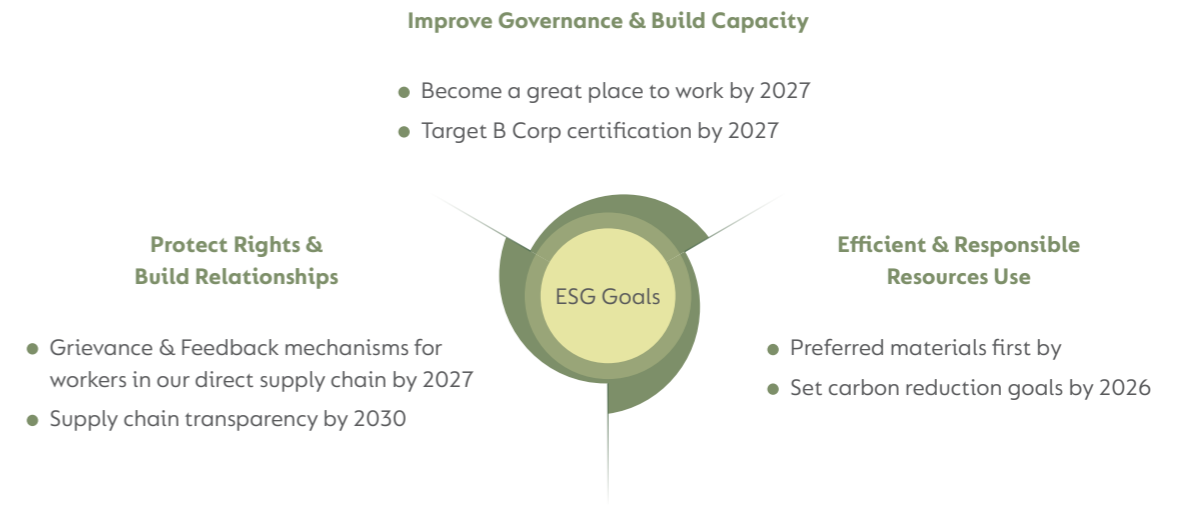 Improve Governance & Build Capacity
● Become a great place to work by 2027
● Target B Corp certification by 2027
Protect Rights &
Build Relationships
● Grievance & Feedback mechanisms for
workers in our direct supply chain by 2027
● Supply chain transparency by 2030
ESG Goals
Efficient & Responsible
Resources Use
● Preferred materials first by
● Set carbon reduction goals by 2026